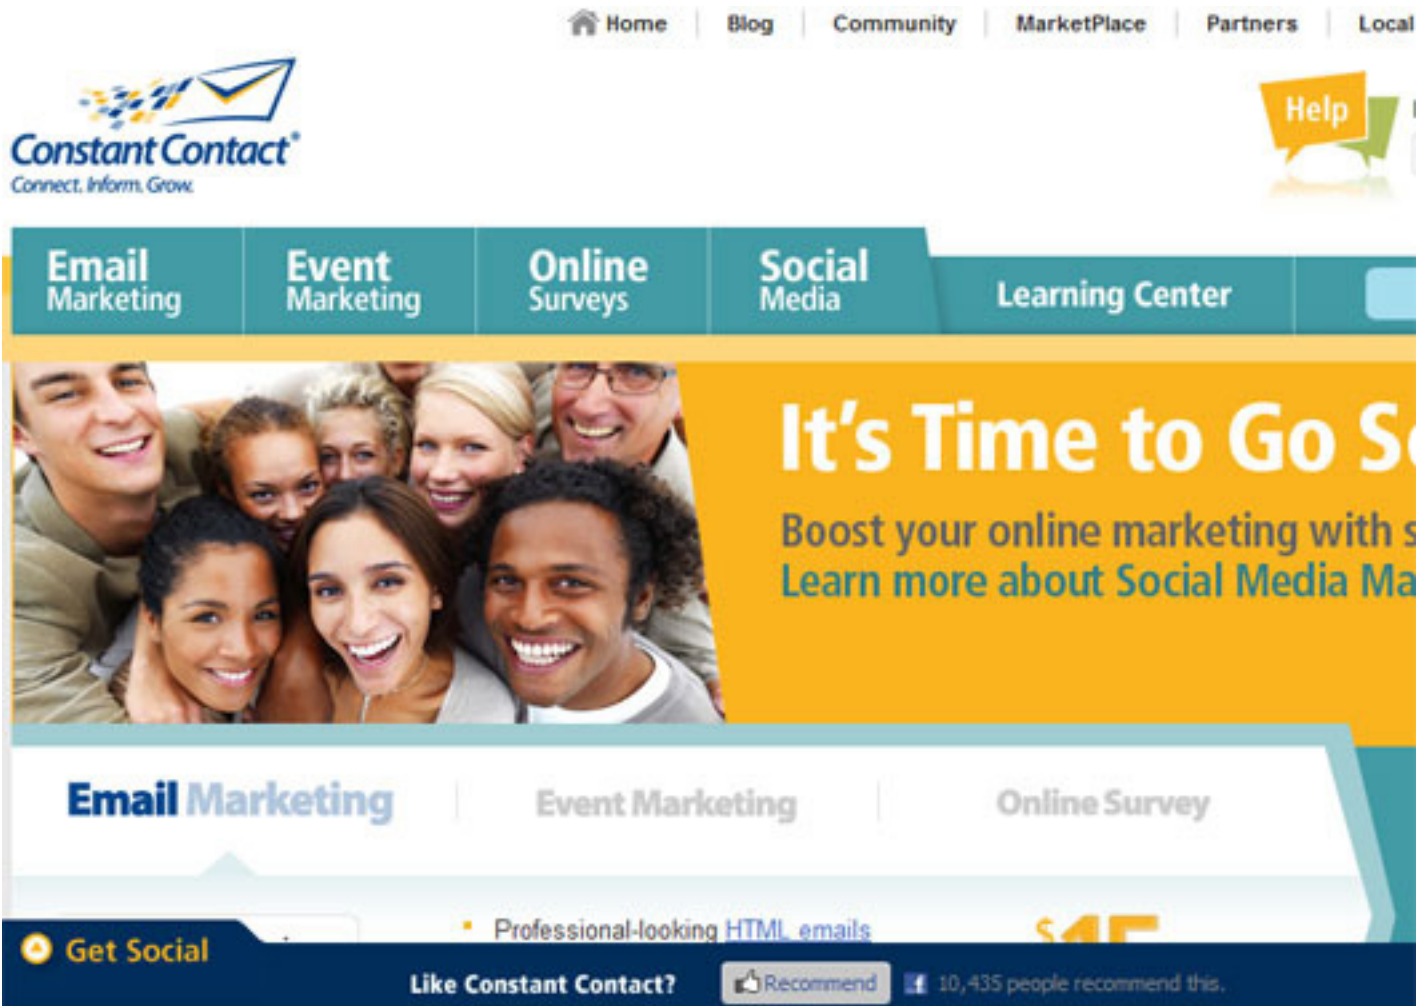 Home Blog Community MarketPlace Partners Local
Help
Constant Contact®
Connect. Inform. Grow.
Email Marketing
Event Marketing
Online Surveys
Social Media
Learning Center
It's Time to Go
Boost your online marketing with
Learn more about Social Media
Email Marketing
Event Marketing
Online Survey
Professional-looking HTML emails
Get Social
Like Constant Contact?
Recommend
10,435 people recommend this.